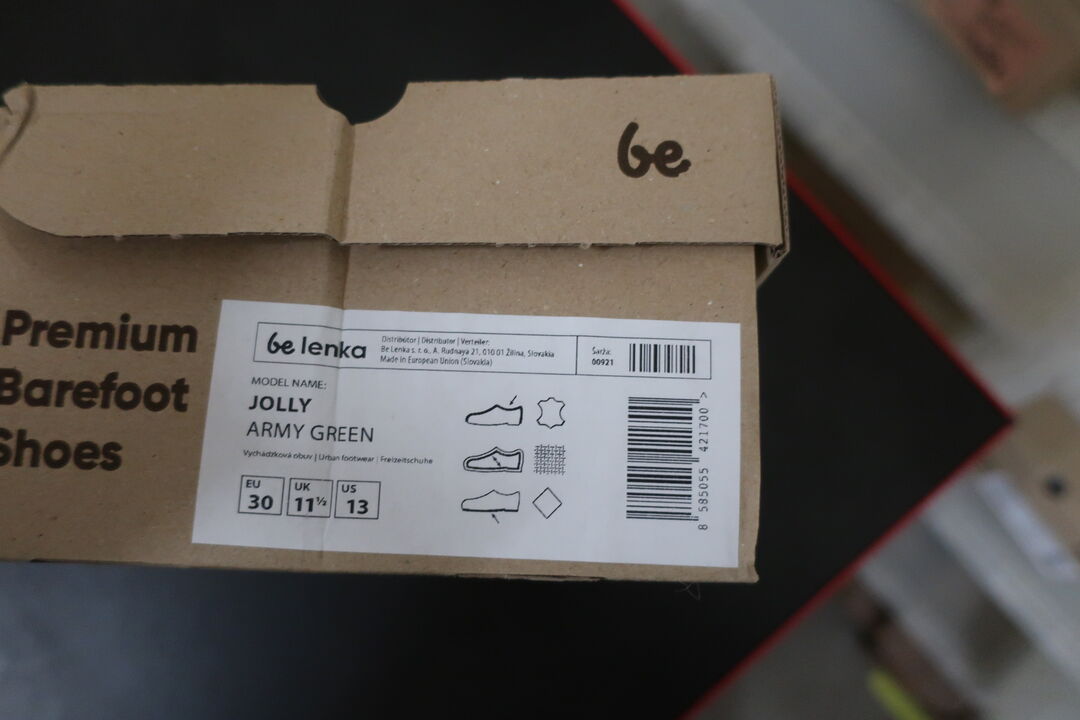 be
Premium
Barefoot
Shoes
be lenka
Distribútor | Distributor | Verteiler:
Be Lenka s. r. o., A. Rudnaya 21, 010 01 Žilina, Slovakia
Made in European Union (Slovakia)
Šarža:
00921
MODEL NAME:
JOLLY
ARMY GREEN
Vychádzková obuv | Urban footwear | Freizeitschuhe
EU 30
UK 11½
US 13
8 585055 421700 >